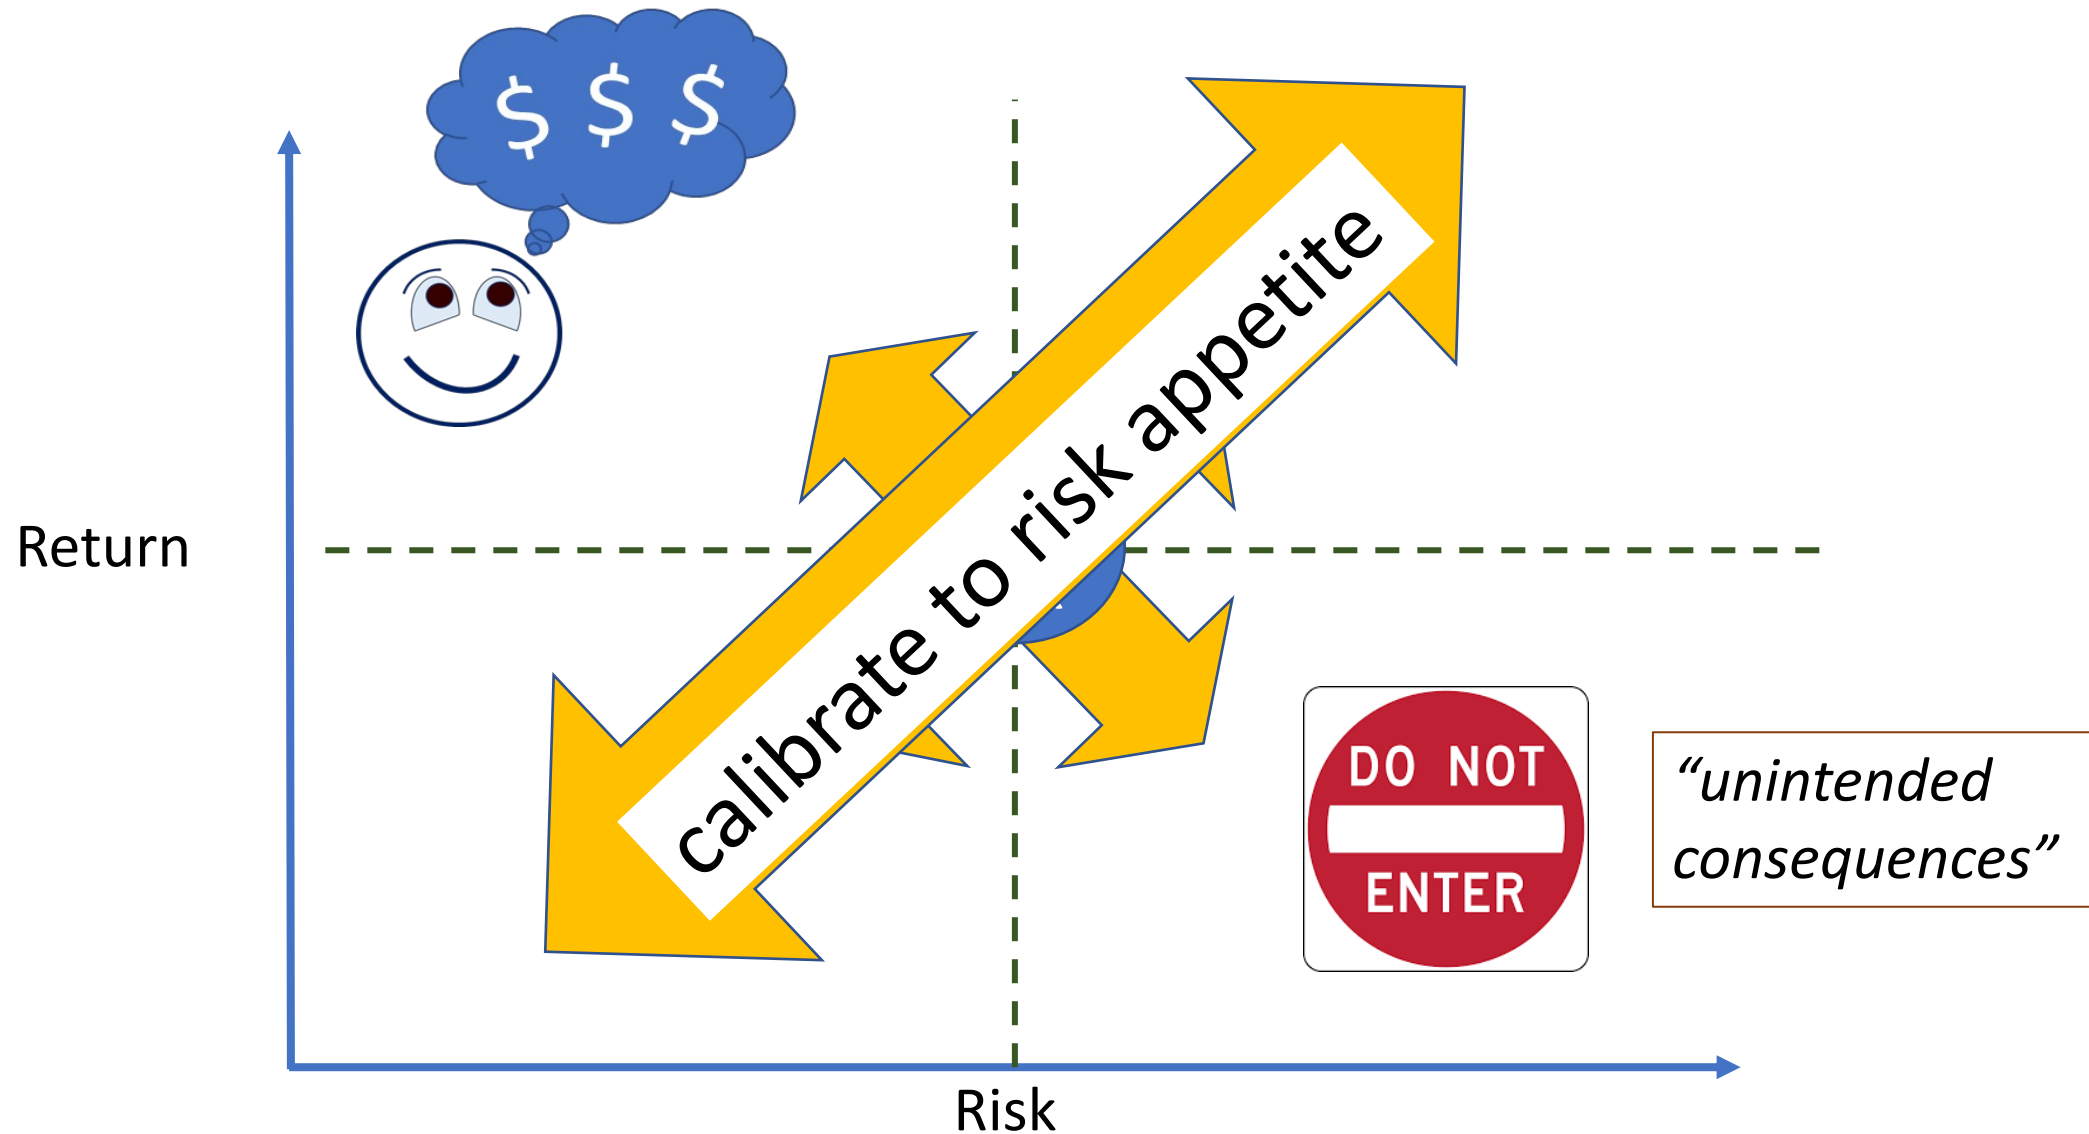 $ $ $
calibrate to risk appetite
Return
DO NOT
ENTER
“unintended
consequences”
Risk